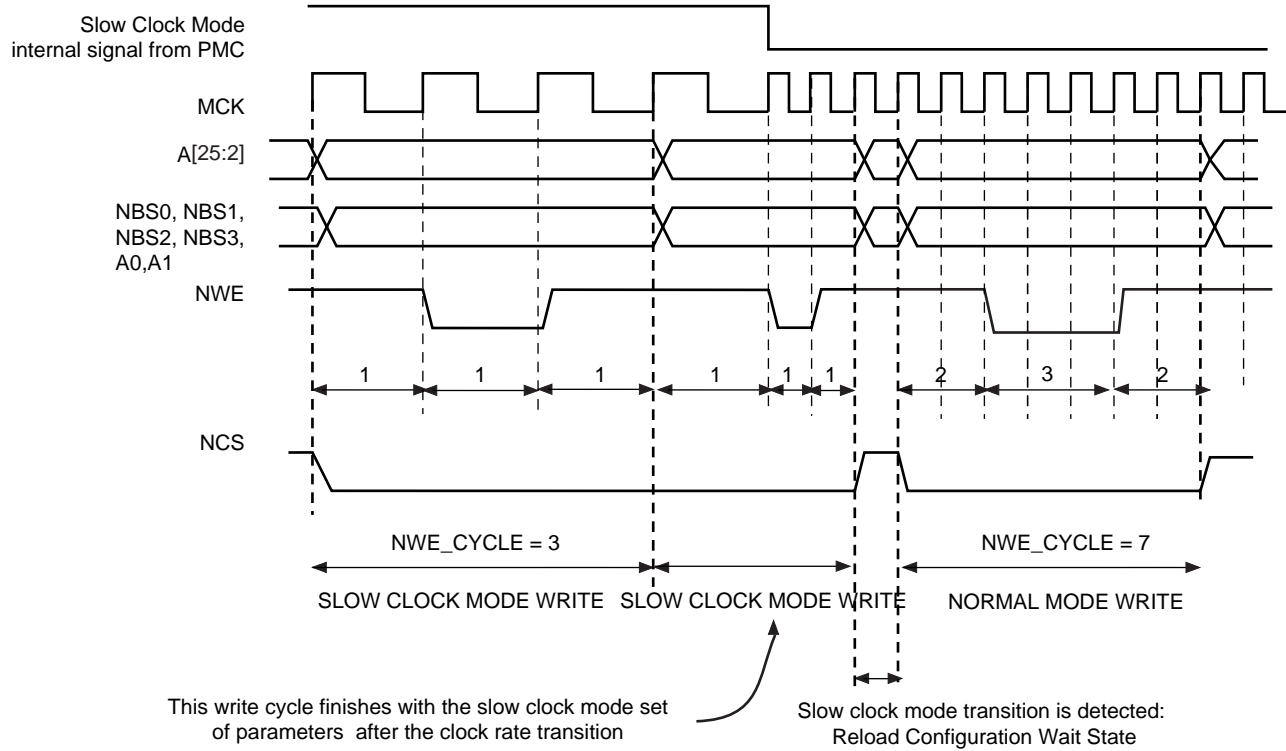 Slow Clock Mode
internal signal from PMC
MCK
A[25:2]
NBS0, NBS1,
NBS2, NBS3,
A0,A1
NWE
1 1 1 1 1 1 2 3 2
NCS
NWE_CYCLE = 3 NWE_CYCLE = 7
SLOW CLOCK MODE WRITE SLOW CLOCK MODE WRITE NORMAL MODE WRITE
This write cycle finishes with the slow clock mode set
of parameters after the clock rate transition
Slow clock mode transition is detected:
Reload Configuration Wait State